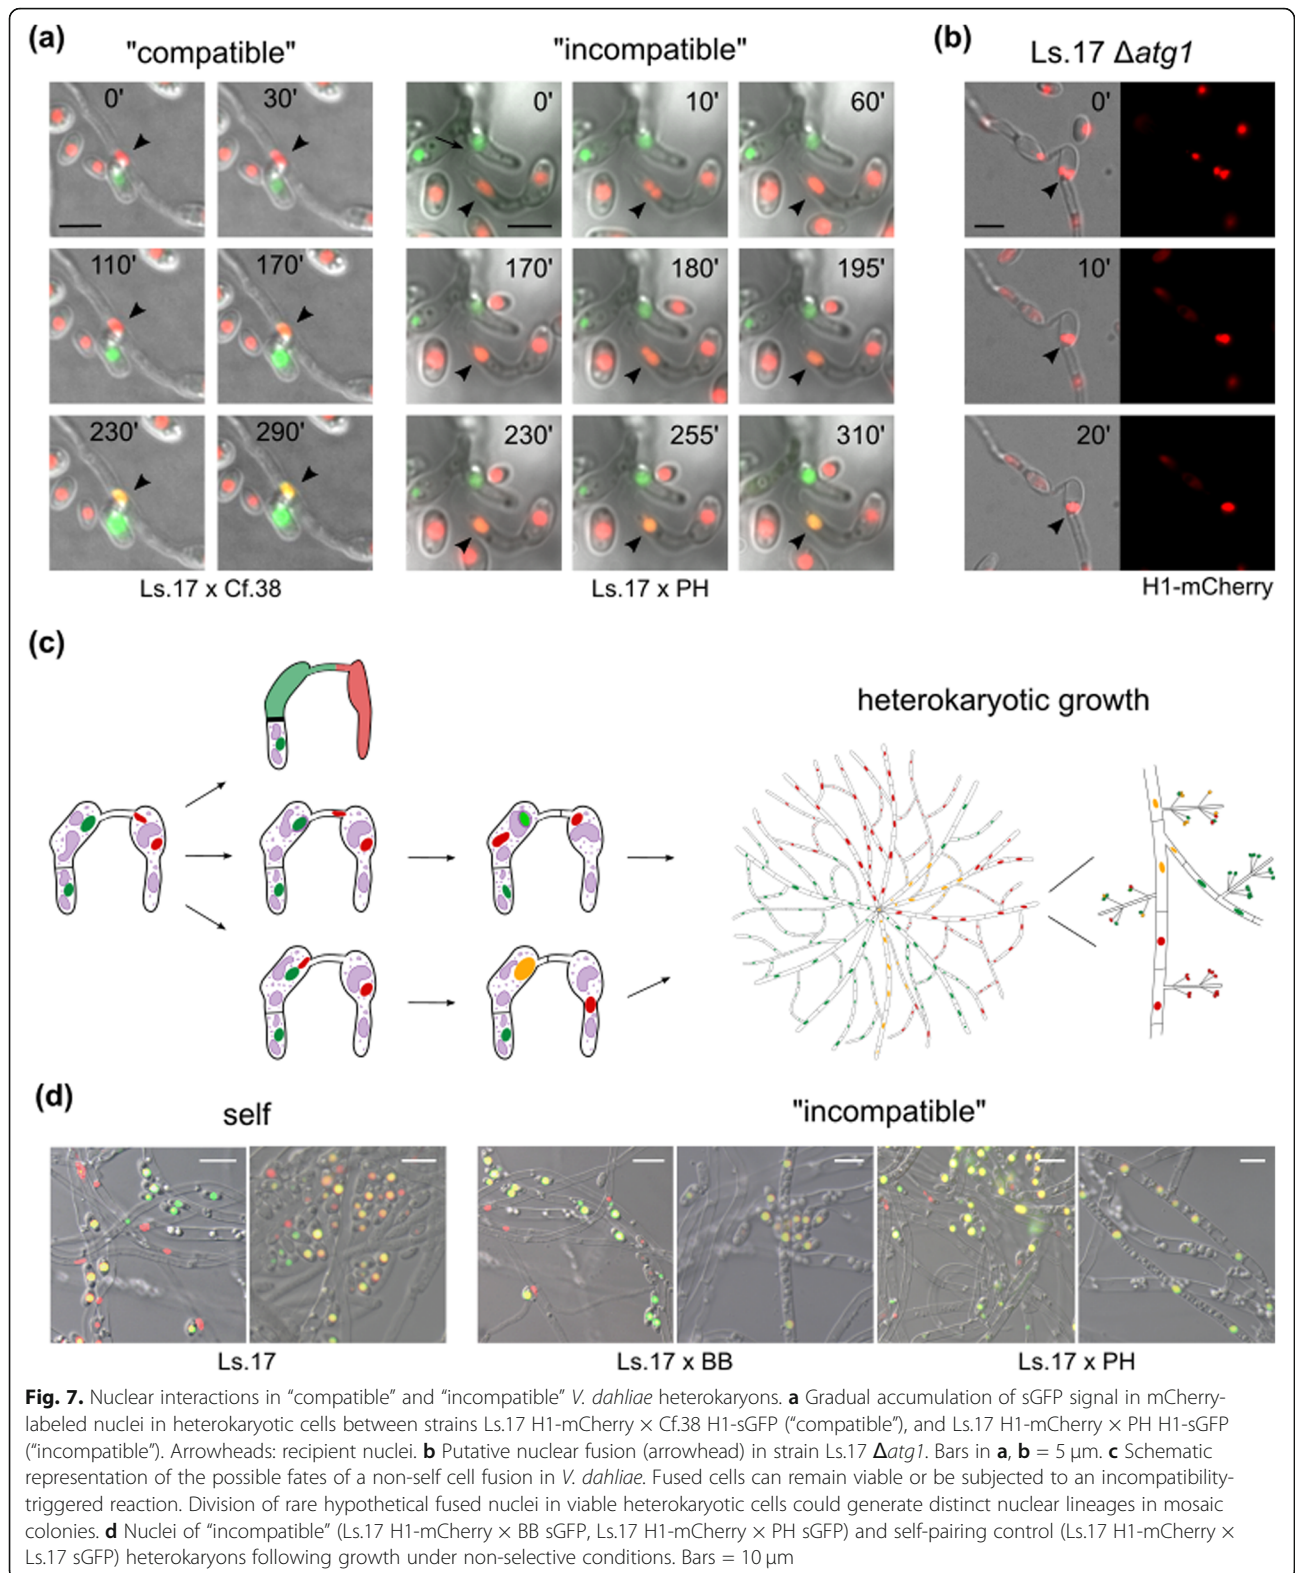 (a)
"compatible"
0' 30'
110' 170'
230' 290'
Ls.17 x Cf.38
"incompatible"
0' 10' 60'
170' 180' 195'
230' 255' 310'
Ls.17 x PH
(b)
Ls.17 Δatg1
0'
10'
20'
H1-mCherry
(c)
heterokaryotic growth
(d)
self
"incompatible"
Ls.17
Ls.17 x BB
Ls.17 x PH
Fig. 7. Nuclear interactions in “compatible” and “incompatible” V. dahliae heterokaryons. a Gradual accumulation of sGFP signal in mCherry-
labeled nuclei in heterokaryotic cells between strains Ls.17 H1-mCherry × Cf.38 H1-sGFP (“compatible”), and Ls.17 H1-mCherry × PH H1-sGFP
(“incompatible”). Arrowheads: recipient nuclei. b Putative nuclear fusion (arrowhead) in strain Ls.17 Δatg1. Bars in a, b = 5 μm. c Schematic
representation of the possible fates of a non-self cell fusion in V. dahliae. Fused cells can remain viable or be subjected to an incompatibility-
triggered reaction. Division of rare hypothetical fused nuclei in viable heterokaryotic cells could generate distinct nuclear lineages in mosaic
colonies. d Nuclei of “incompatible” (Ls.17 H1-mCherry × BB sGFP, Ls.17 H1-mCherry × PH sGFP) and self-pairing control (Ls.17 H1-mCherry ×
Ls.17 sGFP) heterokaryons following growth under non-selective conditions. Bars = 10 μm